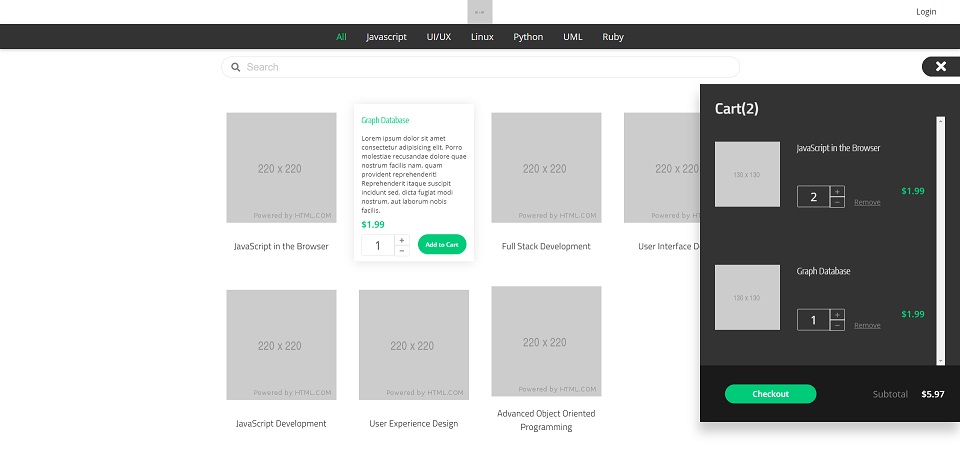 Login
All Javascript UI/UX Linux Python UML Ruby
Search
Cart(2)
220 x 220
Powered by HTML.COM
JavaScript in the Browser
Graph Database
Lorem ipsum dolor sit amet
consectetur adipisicing elit. Porro
molestiae recusandae dolore quae
nostrum facilis nam, quam
provident reprehenderit!
Reprehenderit itaque suscipit
incidunt sed, dicta fugiat modi
nostrum, aut laborum nobis
facilis.
$1.99
1
+
−
Add to Cart
220 x 220
Powered by HTML.COM
Full Stack Development
220 x
Powered by H
User Interface D
220 x 220
Powered by HTML.COM
JavaScript Development
220 x 220
Powered by HTML.COM
User Experience Design
220 x 220
Powered by HTML.COM
Advanced Object Oriented
Programming
130 x 130
JavaScript in the Browser
2
+
−
Remove
$1.99
130 x 130
Graph Database
1
+
−
Remove
$1.99
Checkout
Subtotal $5.97